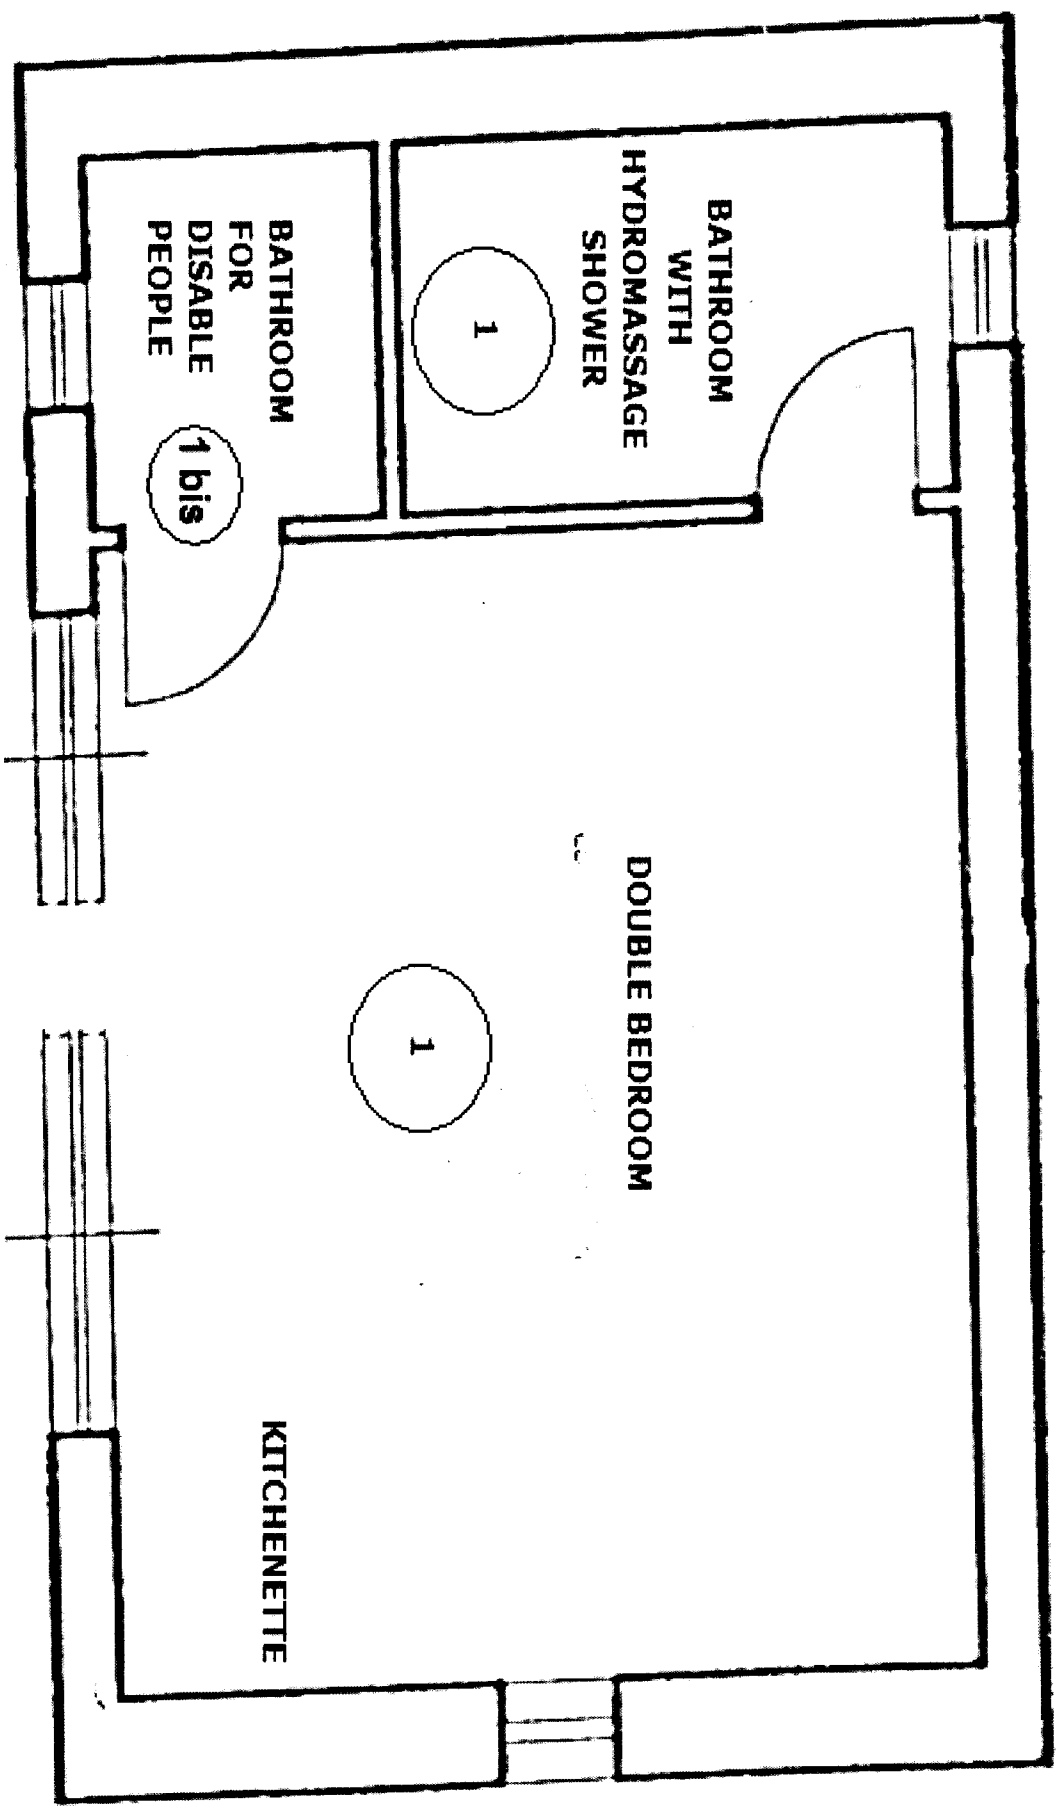 BATHROOM
WITH
HYDROMASSAGE
SHOWER
1
BATHROOM
FOR
DISABLE
PEOPLE
1 bis
DOUBLE BEDROOM
1
KITCHENETTE